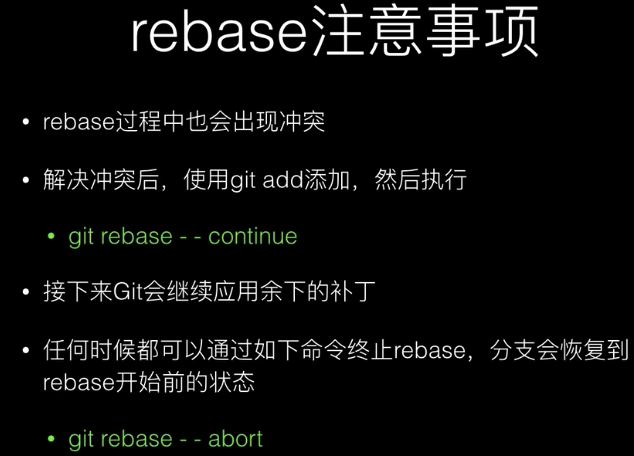 rebase注意事项
• rebase过程中也会出现冲突
• 解决冲突后，使用git add添加，然后执行
• git rebase - - continue
• 接下来Git会继续应用余下的补丁
• 任何时候都可以通过如下命令终止rebase，分支会恢复到
rebase开始前的状态
• git rebase - - abort